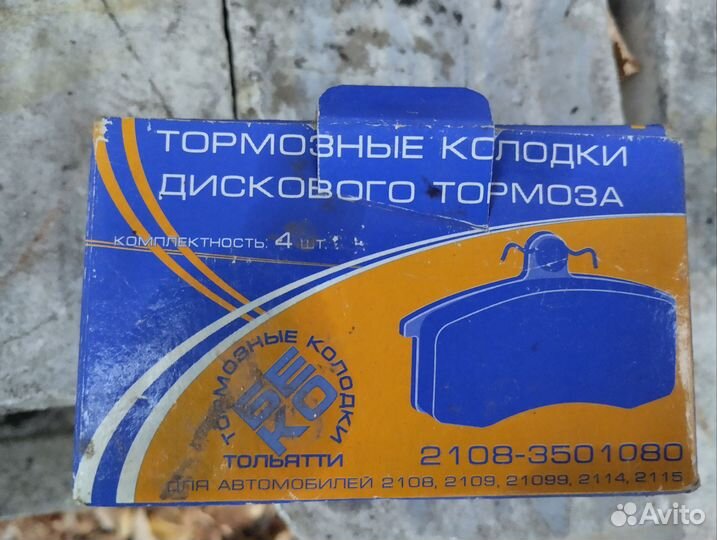 ТОРМОЗНЫЕ КОЛОДКИ
ДИСКОВОГО ТОРМОЗА
КОМПЛЕКТНОСТЬ: 4 ШТ.
ТОРМОЗНЫЕ КОЛОДКИ
БЕКО
ТОЛЬЯТТИ
2108-3501080
ДЛЯ АВТОМОБИЛЕЙ 2108, 2109, 21099, 2114, 2115
Avito